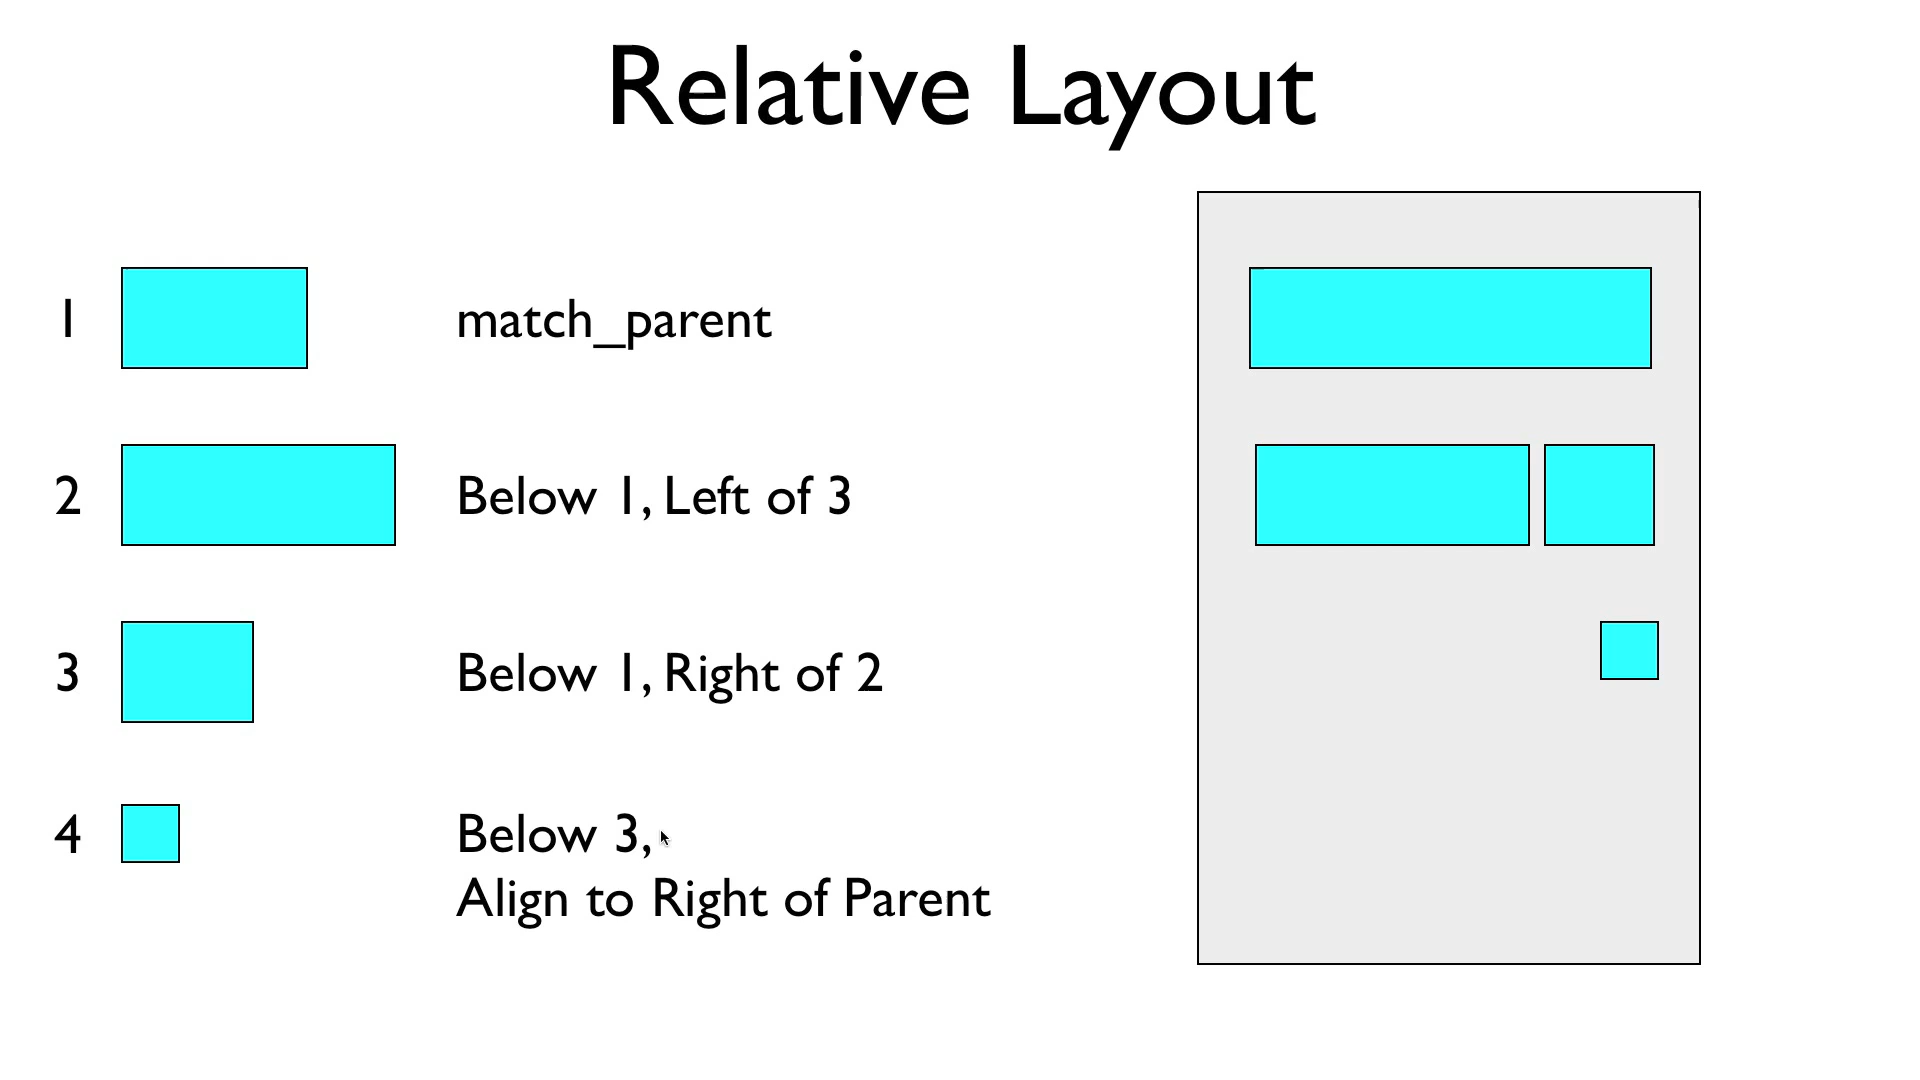 Relative Layout
1 match_parent
2 Below 1, Left of 3
3 Below 1, Right of 2
4 Below 3,
Align to Right of Parent